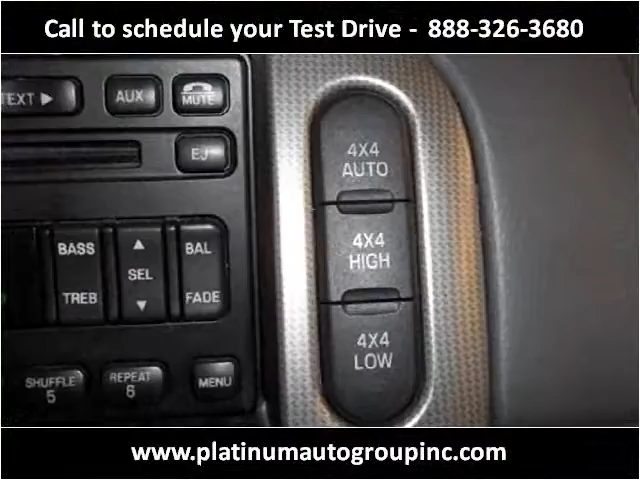 Call to schedule your Test Drive - 888-326-3680
TEXT ▶
AUX
MUTE
EJ
4X4
AUTO
4X4
HIGH
4X4
LOW
BASS
TREB
▲
SEL
▼
BAL
FADE
SHUFFLE
5
REPEAT
6
MENU
www.platinumautogroupinc.com